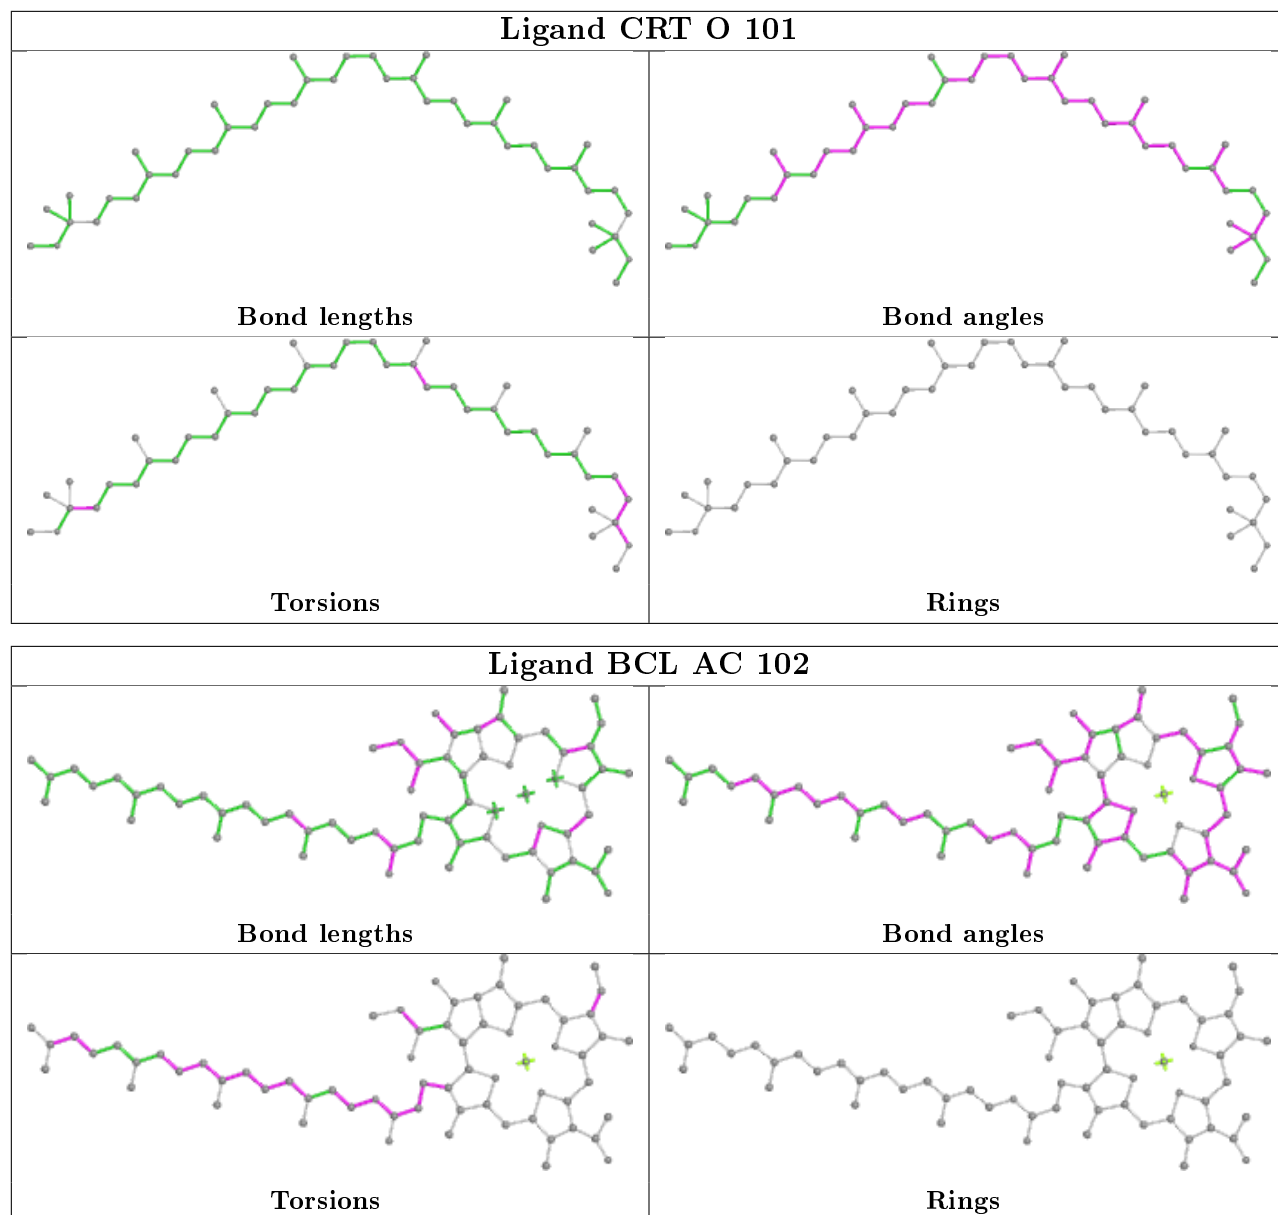 Ligand CRT O 101
Bond lengths
Bond angles
Torsions
Rings
Ligand BCL AC 102
Bond lengths
Bond angles
Torsions
Rings